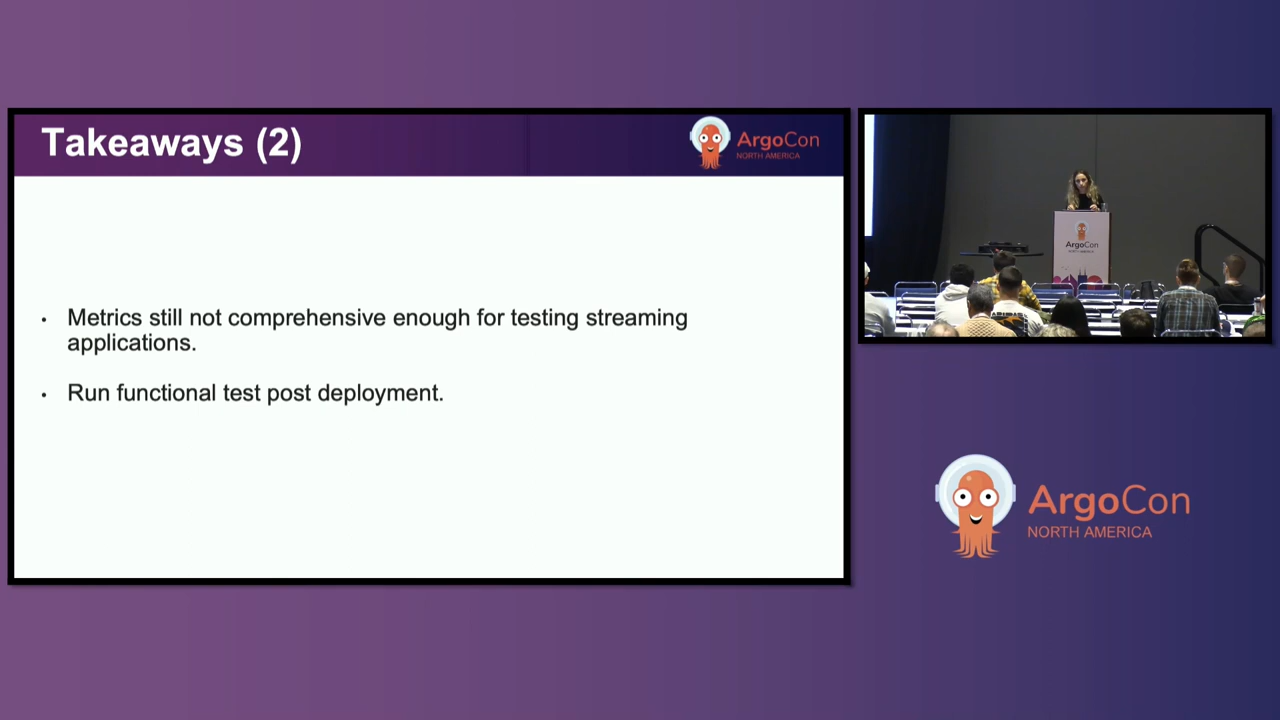 Takeaways (2)
ArgoCon
NORTH AMERICA
• Metrics still not comprehensive enough for testing streaming
applications.
• Run functional test post deployment.
ArgoCon
ArgoCon
NORTH AMERICA